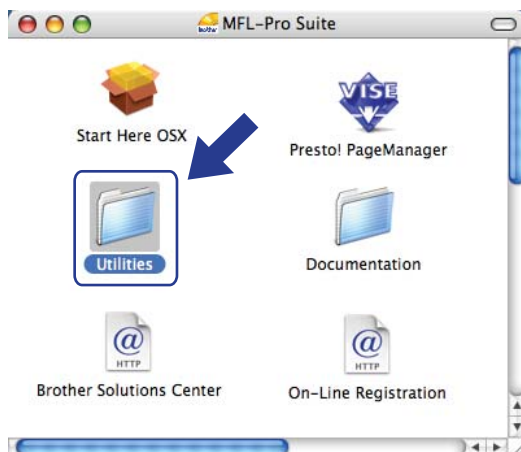 brother MFL-Pro Suite
Start Here OSX
VISE
Presto! PageManager
Utilities
Documentation
@
HTTP
@
HTTP
Brother Solutions Center
On-Line Registration